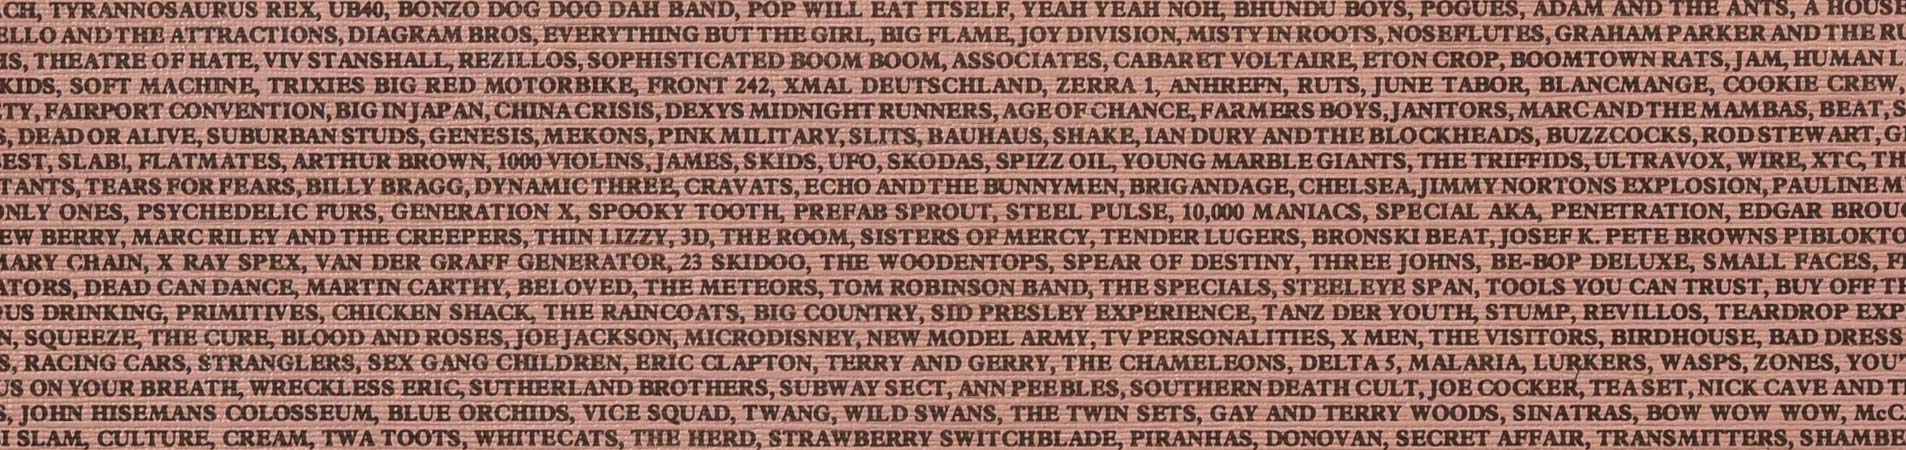 CH, TYRANNOSAURUS REX, UB40, BONZO DOG DOO DAH BAND, POP WILL EAT ITSELF, YEAH YEAH NOH, BHUNDU BOYS, POGUES, ADAM AND THE ANTS, A HOUSE
ELLO AND THE ATTRACTIONS, DIAGRAM BROS, EVERYTHING BUT THE GIRL, BIG FLAME, JOY DIVISION, MISTY IN ROOTS, NOSEFLUTES, GRAHAM PARKER AND THE RU
HS, THEATRE OF HATE, VIV STANSHALL, REZILLOS, SOPHISTICATED BOOM BOOM, ASSOCIATES, CABARET VOLTAIRE, ETON CROP, BOOMTOWN RATS, JAM, HUMAN L
KIDS, SOFT MACHINE, TRIXIES BIG RED MOTORBIKE, FRONT 242, XMAL DEUTSCHLAND, ZERRA 1, ANHREFN, RUTS, JUNE TABOR, BLANCMANGE, COOKIE CREW,
TY, FAIRPORT CONVENTION, BIG IN JAPAN, CHINA CRISIS, DEXYS MIDNIGHT RUNNERS, AGE OF CHANCE, FARMERS BOYS, JANITORS, MARC AND THE MAMBAS, BEAT, S
S, DEAD OR ALIVE, SUBURBAN STUDS, GENESIS, MEKONS, PINK MILITARY, SLITS, BAUHAUS, SHAKE, IAN DURY AND THE BLOCKHEADS, BUZZCOCKS, ROD STEWART, G
EST, SLAB!, FLATMATES, ARTHUR BROWN, 1000 VIOLINS, JAMES, SKIDS, UFO, SKODAS, SPIZZ OIL, YOUNG MARBLE GIANTS, THE TRIFFIDS, ULTRAVOX, WIRE, XTC, TH
TANTS, TEARS FOR FEARS, BILLY BRAGG, DYNAMIC THREE, CRAVATS, ECHO AND THE BUNNYMEN, BRIGANDAGE, CHELSEA, JIMMY NORTONS EXPLOSION, PAULINE M
ONLY ONES, PSYCHEDELIC FURS, GENERATION X, SPOOKY TOOTH, PREFAB SPROUT, STEEL PULSE, 10,000 MANIACS, SPECIAL AKA, PENETRATION, EDGAR BROU
EW BERRY, MARC RILEY AND THE CREEPERS, THIN LIZZY, 3D, THE ROOM, SISTERS OF MERCY, TENDER LUGERS, BRONSKI BEAT, JOSEF K. PETE BROWNS PIBLOKTO
MARY CHAIN, X RAY SPEX, VAN DER GRAFF GENERATOR, 23 SKIDOO, THE WOODENTOPS, SPEAR OF DESTINY, THREE JOHNS, BE-BOP DELUXE, SMALL FACES, F
ATORS, DEAD CAN DANCE, MARTIN CARTHY, BELOVED, THE METEORS, TOM ROBINSON BAND, THE SPECIALS, STEELEYE SPAN, TOOLS YOU CAN TRUST, BUY OFF TH
OUS DRINKING, PRIMITIVES, CHICKEN SHACK, THE RAINCOATS, BIG COUNTRY, SID PRESLEY EXPERIENCE, TANZ DER YOUTH, STUMP, REVILLOS, TEARDROP EXP
N, SQUEEZE, THE CURE, BLOOD AND ROSES, JOE JACKSON, MICRODISNEY, NEW MODEL ARMY, TV PERSONALITIES, X MEN, THE VISITORS, BIRDHOUSE, BAD DRESS
S, RACING CARS, STRANGLERS, SEX GANG CHILDREN, ERIC CLAPTON, TERRY AND GERRY, THE CHAMELEONS, DELTA 5, MALARIA, LURKERS, WASPS, ZONES, YOU'
US ON YOUR BREATH, WRECKLESS ERIC, SUTHERLAND BROTHERS, SUBWAY SECT, ANN PEEBLES, SOUTHERN DEATH CULT, JOE COCKER, TEA SET, NICK CAVE AND T
S, JOHN HISEMANS COLOSSEUM, BLUE ORCHIDS, VICE SQUAD, TWANG, WILD SWANS, THE TWIN SETS, GAY AND TERRY WOODS, SINATRAS, BOW WOW WOW, McC
I SLAM, CULTURE, CREAM, TWA TOOTS, WHITECATS, THE HERD, STRAWBERRY SWITCHBLADE, PIRANHAS, DONOVAN, SECRET AFFAIR, TRANSMITTERS, SHAMBE